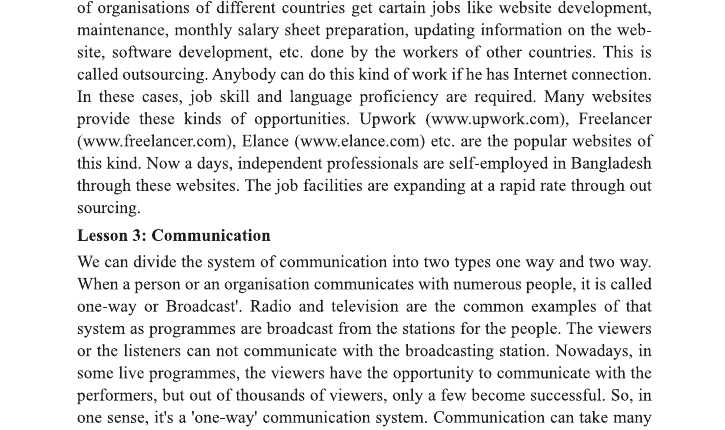 of organisations of different countries get cartain jobs like website development,
maintenance, monthly salary sheet preparation, updating information on the web-
site, software development, etc. done by the workers of other countries. This is
called outsourcing. Anybody can do this kind of work if he has Internet connection.
In these cases, job skill and language proficiency are required. Many websites
provide these kinds of opportunities. Upwork (www.upwork.com), Freelancer
(www.freelancer.com), Elance (www.elance.com) etc. are the popular websites of
this kind. Now a days, independent professionals are self-employed in Bangladesh
through these websites. The job facilities are expanding at a rapid rate through out
sourcing.
Lesson 3: Communication
We can divide the system of communication into two types one way and two way.
When a person or an organisation communicates with numerous people, it is called
one-way or Broadcast'. Radio and television are the common examples of that
system as programmes are broadcast from the stations for the people. The viewers
or the listeners can not communicate with the broadcasting station. Nowadays, in
some live programmes, the viewers have the opportunity to communicate with the
performers, but out of thousands of viewers, only a few become successful. So, in
one sense, it's a 'one-way' communication system. Communication can take many